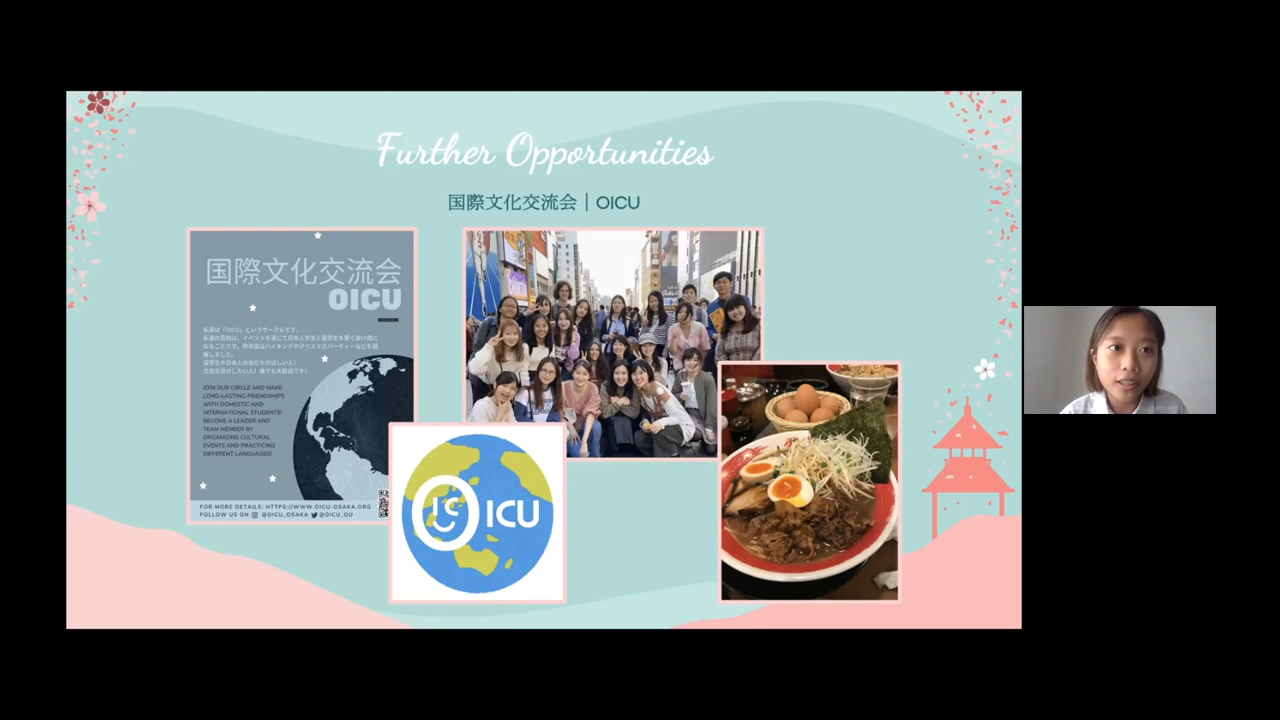 Further Opportunities
国際文化交流会 | OICU
国際文化交流会
OICU
私達は「OICU」というサークルです。
私達の目的は、イベントを通じて日本人学生と留学生を繋ぐ架け橋に
なることです。昨年度はハイキングやクリスマスパーティーなどを開
催しました。
留学生や日本人の友だちがほしい人！
文化交流がしたい人！誰でも大歓迎です！
JOIN OUR CIRCLE AND MAKE
LONG-LASTING FRIENDSHIPS
WITH DOMESTIC AND
INTERNATIONAL STUDENTS!
BECOME A LEADER AND
TEAM MEMBER BY
ORGANIZING CULTURAL
EVENTS AND PRACTICING
DIFFERENT LANGUAGES!
FOR MORE DETAILS: HTTPS://WWW.OICU-OSAKA.ORG
FOLLOW US ON @OICU_OSAKA @OICU_OU
OICU